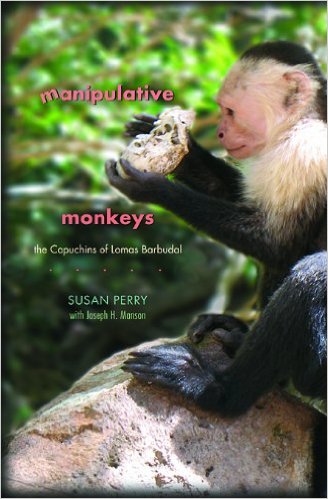 manipulative
monkeys
the Capuchins of Lomas Barbudal
SUSAN PERRY
with Joseph H. Manson